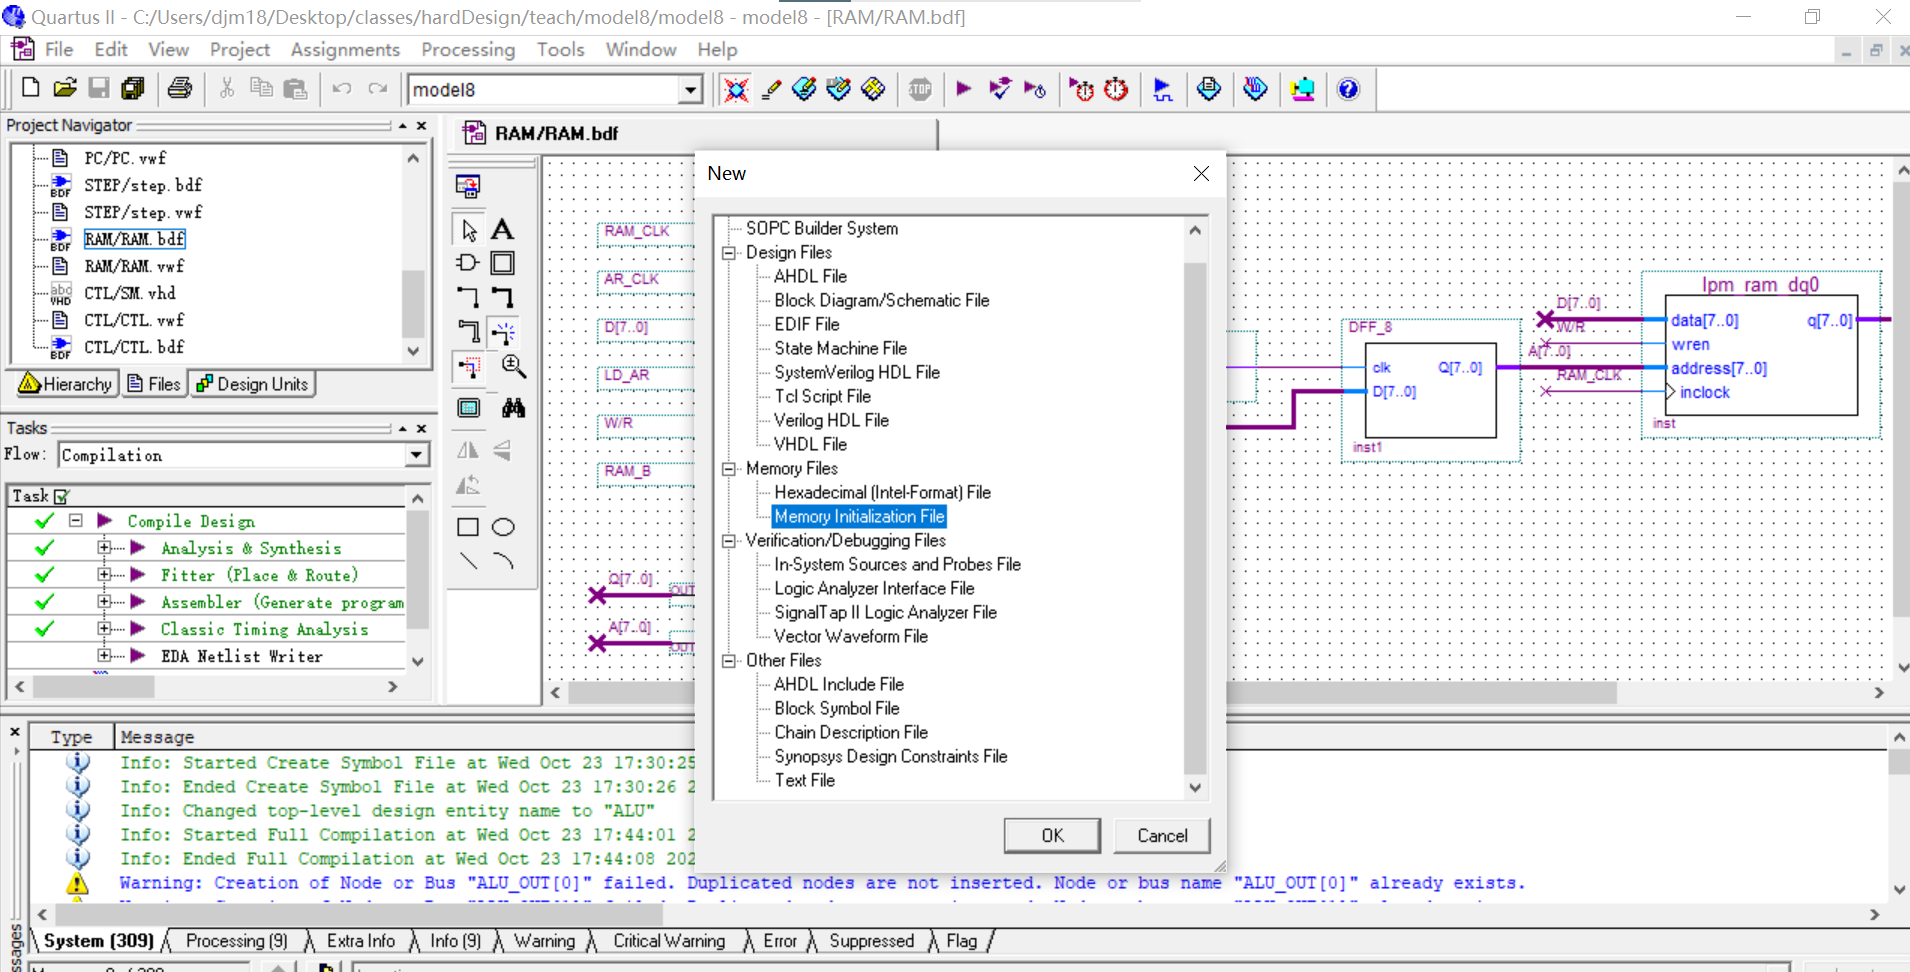 Quartus II - C:/Users/djm18/Desktop/classes/hardDesign/teach/model8/model8 - model8 - [RAM/RAM.bdf]
File Edit View Project Assignments Processing Tools Window Help
model8
STOP
Project Navigator
PC/PC.vwf
BDF STEP/step.bdf
STEP/step.vwf
BDF RAM/RAM.bdf
RAM/RAM.vwf
abc VHD CTL/SM.vhd
CTL/CTL.vwf
BDF CTL/CTL.bdf
Hierarchy Files Design Units
Tasks
Flow: Compilation
Task
Compile Design
Analysis & Synthesis
Fitter (Place & Route)
Assembler (Generate program
Classic Timing Analysis
EDA Netlist Writer
RAM/RAM.bdf
A
RAM_CLK
AR_CLK
D[7..0]
LD_AR
W/R
RAM_B
Q[7..0]
OUT
A[7..0]
OUT
New
SOPC Builder System
Design Files
AHDL File
Block Diagram/Schematic File
EDIF File
State Machine File
SystemVerilog HDL File
Tcl Script File
Verilog HDL File
VHDL File
Memory Files
Hexadecimal (Intel-Format) File
Memory Initialization File
Verification/Debugging Files
In-System Sources and Probes File
Logic Analyzer Interface File
SignalTap II Logic Analyzer File
Vector Waveform File
Other Files
AHDL Include File
Block Symbol File
Chain Description File
Synopsys Design Constraints File
Text File
OK Cancel
DFF_8
clk Q[7..0]
D[7..0]
inst1
lpm_ram_dq0
D[7..0]
data[7..0] q[7..0]
W/R
wren
A[7..0]
address[7..0]
RAM_CLK
inclock
inst
Type Message
Info: Started Create Symbol File at Wed Oct 23 17:30:25
Info: Ended Create Symbol File at Wed Oct 23 17:30:26 2
Info: Changed top-level design entity name to "ALU"
Info: Started Full Compilation at Wed Oct 23 17:44:01 2
Info: Ended Full Compilation at Wed Oct 23 17:44:08 202
Warning: Creation of Node or Bus "ALU_OUT[0]" failed. Duplicated nodes are not inserted. Node or bus name "ALU_OUT[0]" already exists.
System (309) Processing (9) Extra Info Info (9) Warning Critical Warning Error Suppressed Flag